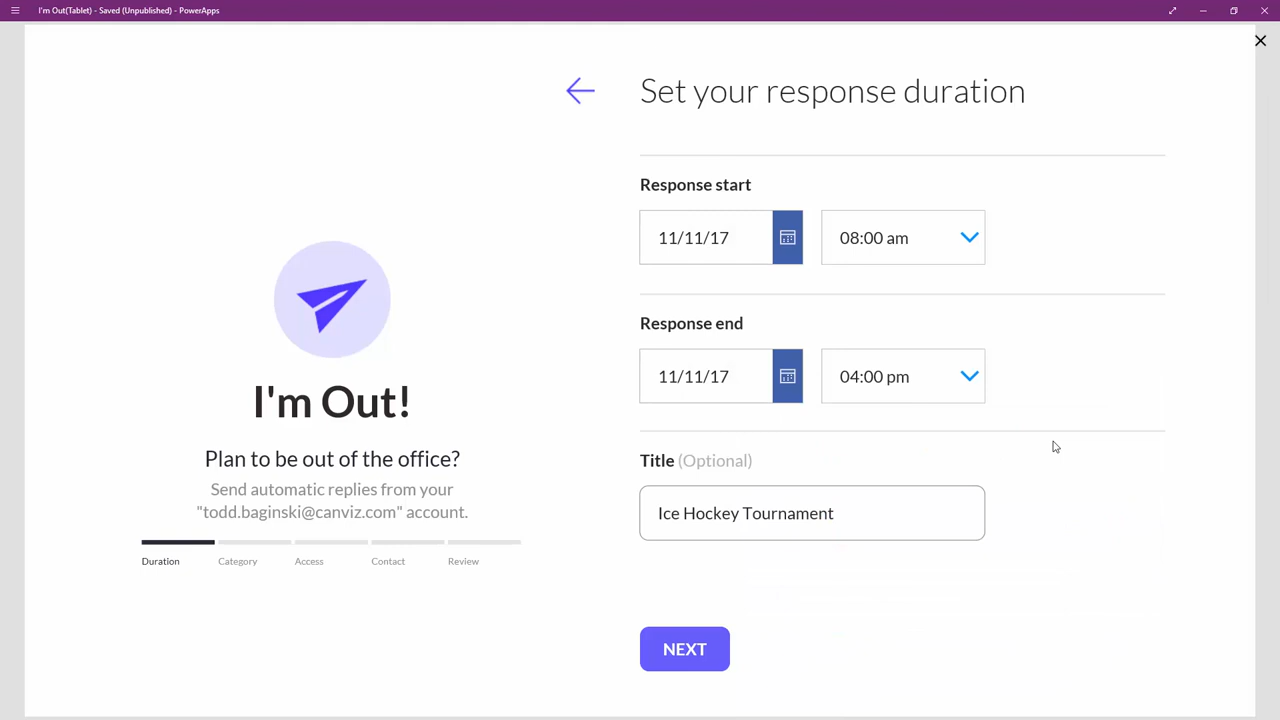 I'm Out(Tablet) - Saved (Unpublished) - PowerApps
Set your response duration
Response start
11/11/17
08:00 am
Response end
11/11/17
04:00 pm
Title (Optional)
Ice Hockey Tournament
NEXT
I'm Out!
Plan to be out of the office?
Send automatic replies from your
"todd.baginski@canviz.com" account.
Duration Category Access Contact Review